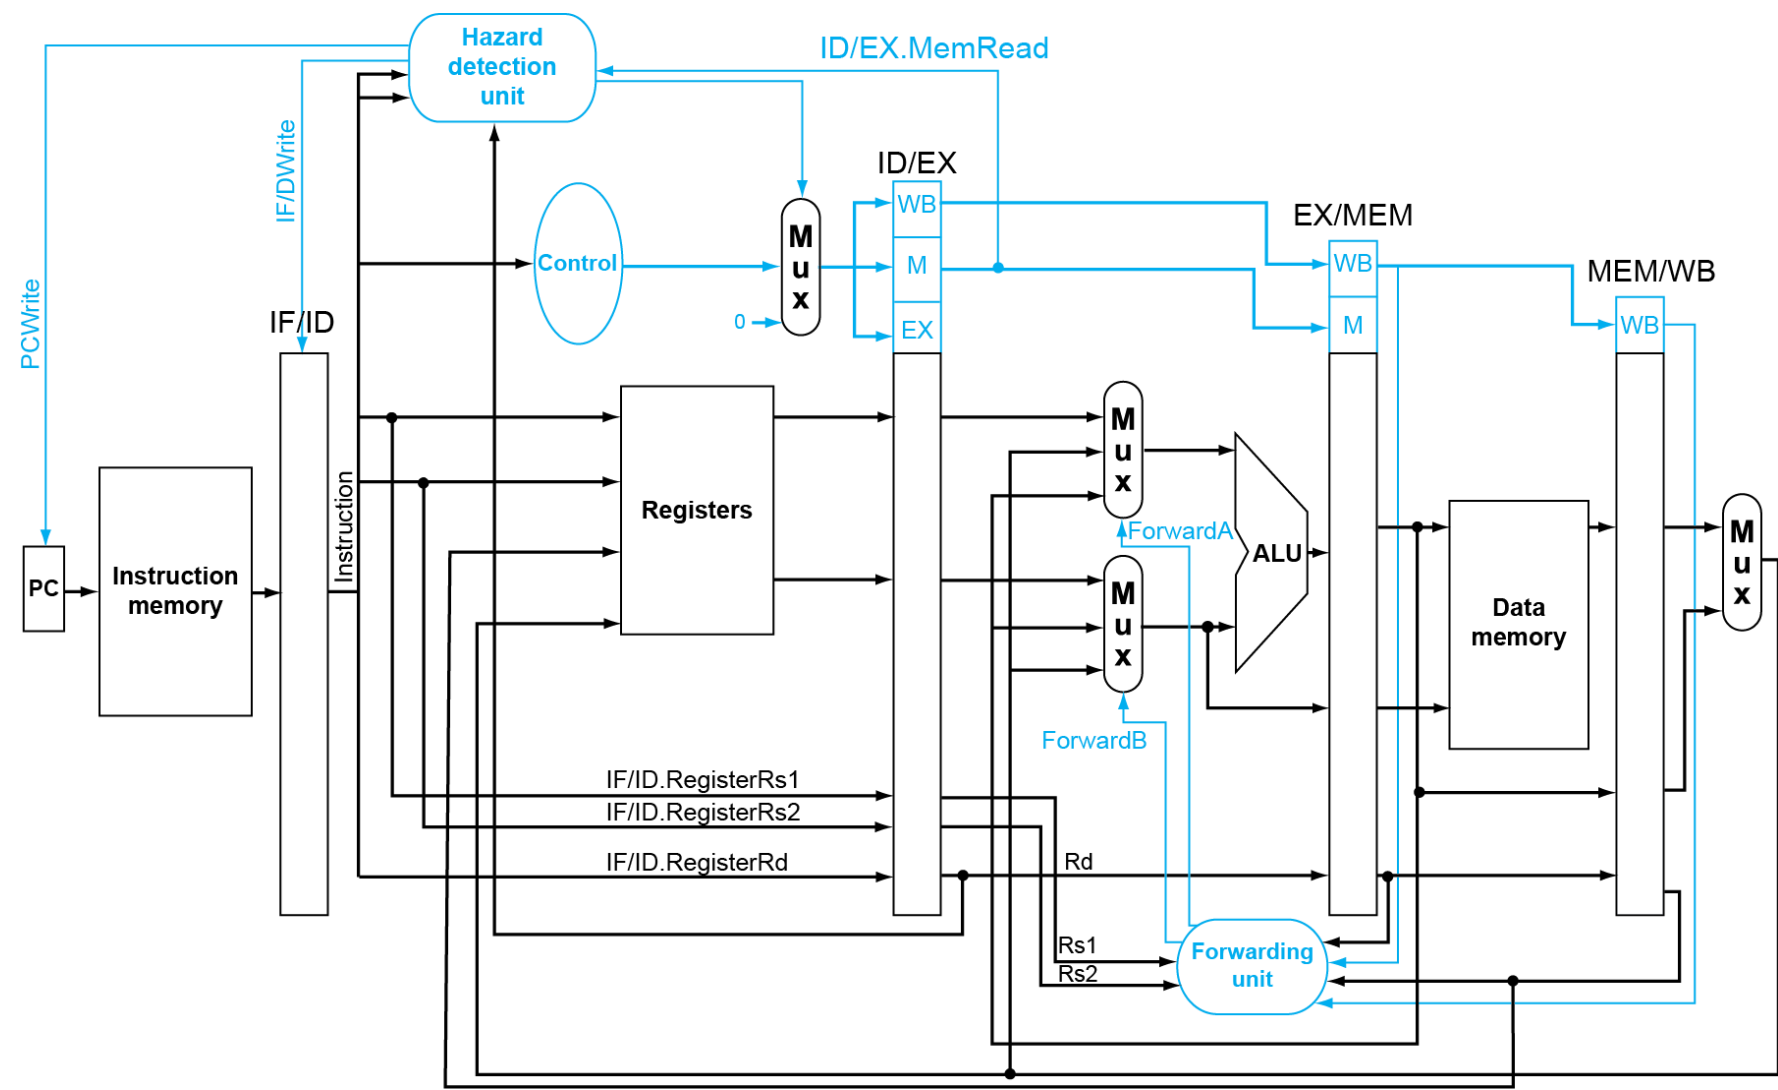 Hazard
detection
unit
ID/EX.MemRead
IF/DWrite
PCWrite
ID/EX
WB
M
EX
Control
M
u
x
0
EX/MEM
WB
M
MEM/WB
WB
IF/ID
Instruction
PC
Instruction
memory
Registers
M
u
x
ForwardA
M
u
x
ForwardB
ALU
Data
memory
M
u
x
IF/ID.RegisterRs1
IF/ID.RegisterRs2
IF/ID.RegisterRd
Rd
Rs1
Rs2
Forwarding
unit